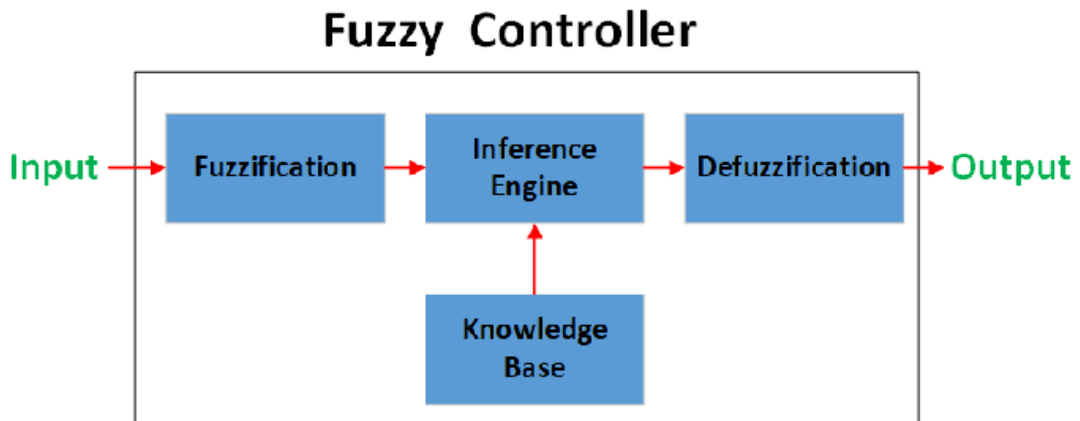 Fuzzy Controller
Input
Fuzzification
Inference
Engine
Defuzzification
Output
Knowledge
Base